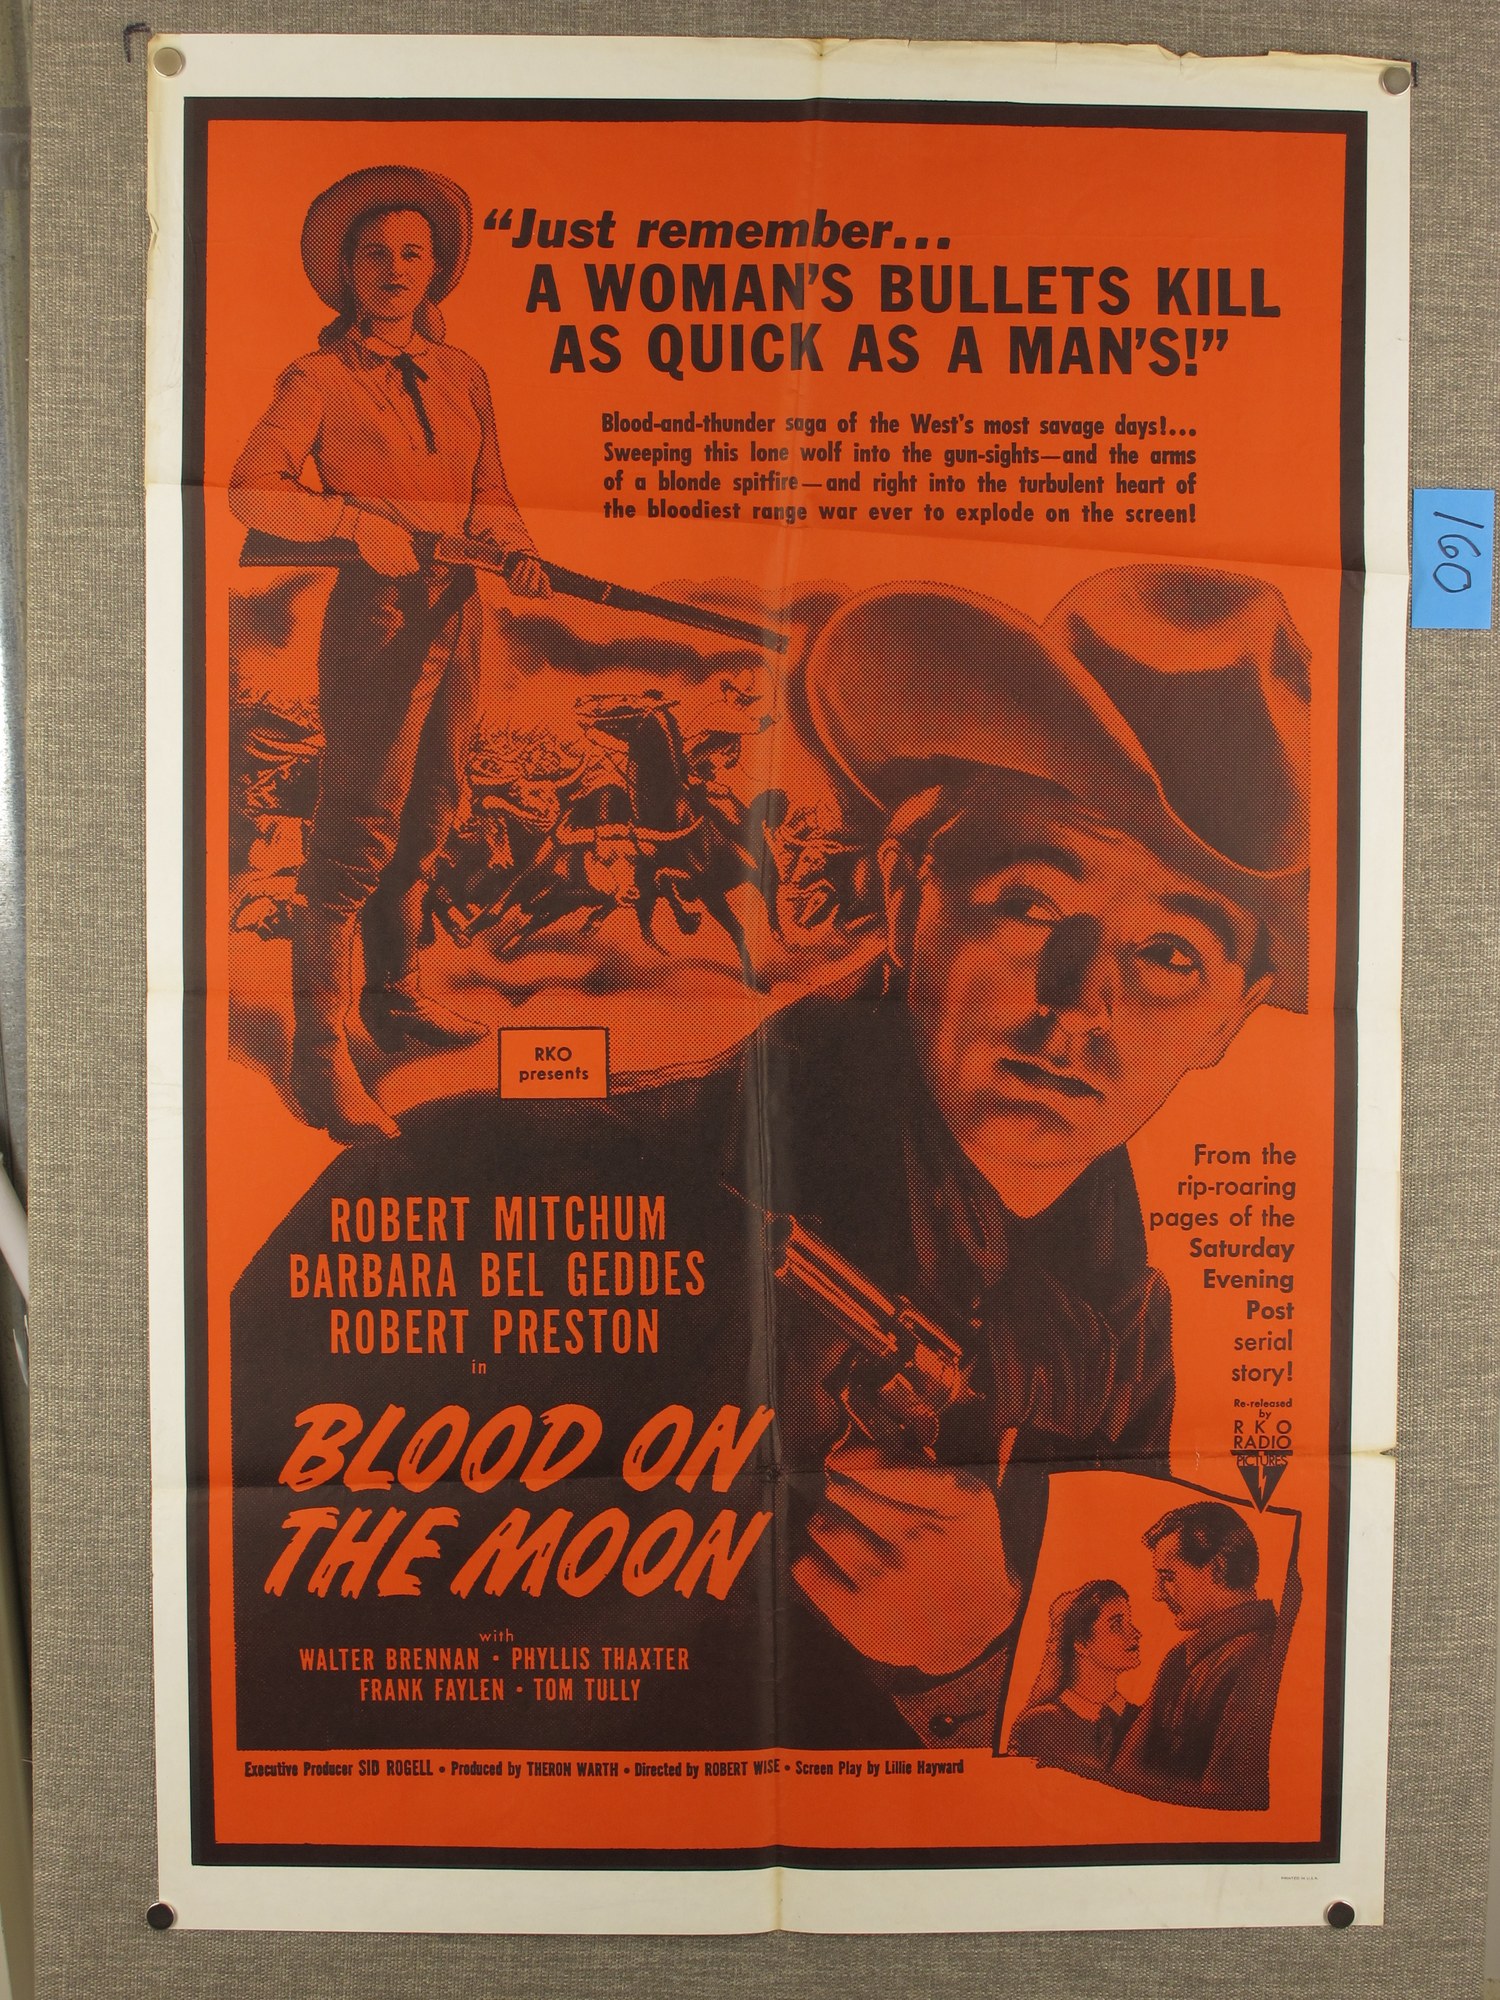 “Just remember...
A WOMAN'S BULLETS KILL
AS QUICK AS A MAN'S!”
Blood-and-thunder saga of the West's most savage days!...
Sweeping this lone wolf into the gun-sights—and the arms
of a blonde spitfire—and right into the turbulent heart of
the bloodiest range war ever to explode on the screen!
160
RKO
presents
From the
rip-roaring
pages of the
Saturday
Evening
Post
serial
story!
ROBERT MITCHUM
BARBARA BEL GEDDES
ROBERT PRESTON
in
BLOOD ON
THE MOON
Re-released
by
RKO
RADIO
PICTURES
with
WALTER BRENNAN • PHYLLIS THAXTER
FRANK FAYLEN • TOM TULLY
Executive Producer SID ROGELL • Produced by THERON WARTH • Directed by ROBERT WISE • Screen Play by Lillie Hayward
PRINTED IN U.S.A.